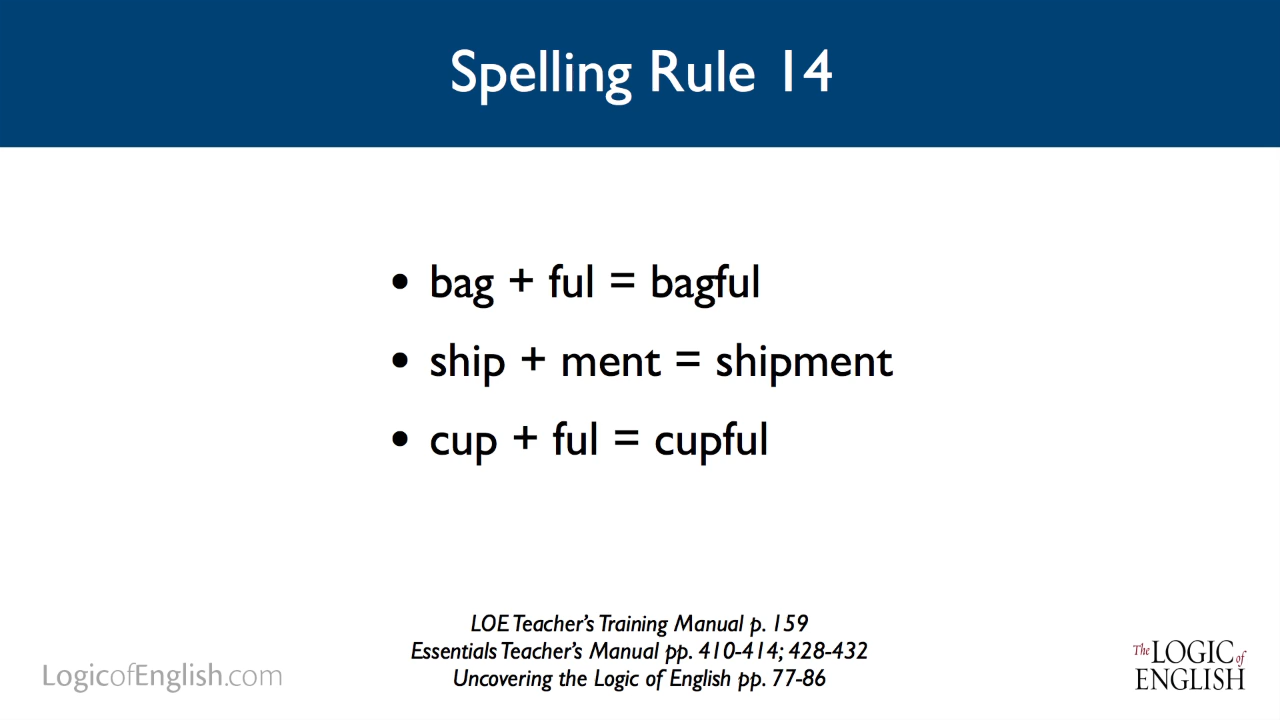 Spelling Rule 14
• bag + ful = bagful
• ship + ment = shipment
• cup + ful = cupful
LOE Teacher's Training Manual p. 159
Essentials Teacher's Manual pp. 410-414; 428-432
Uncovering the Logic of English pp. 77-86
LogicofEnglish.com
The LOGIC of
ENGLISH